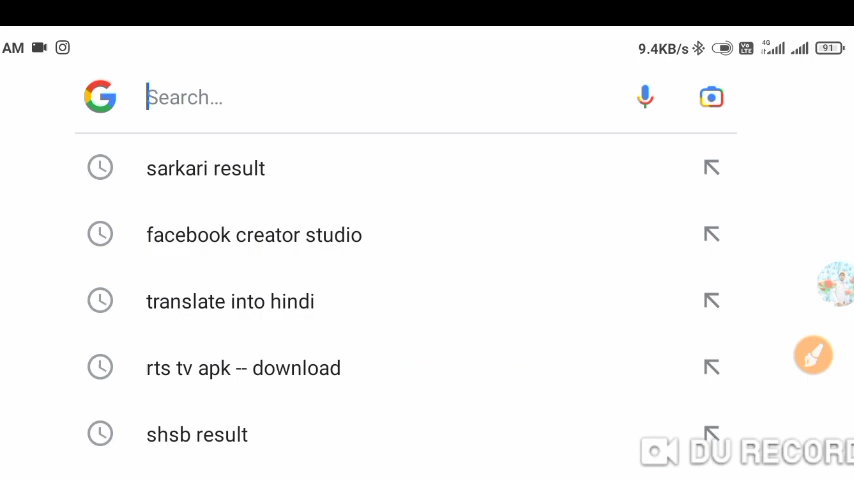 AM 9.4KB/s 4G 91
Search...
sarkari result
facebook creator studio
translate into hindi
rts tv apk -- download
shsb result
DU RECORD